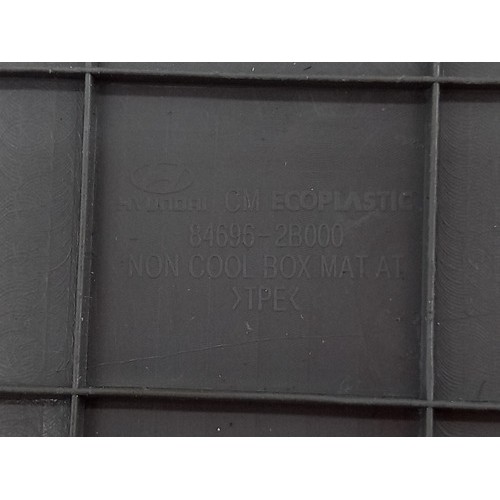 HYUNDAI CM ECOPLASTIC
84696-2B000
NON COOL BOX MAT.AT
>TPE<